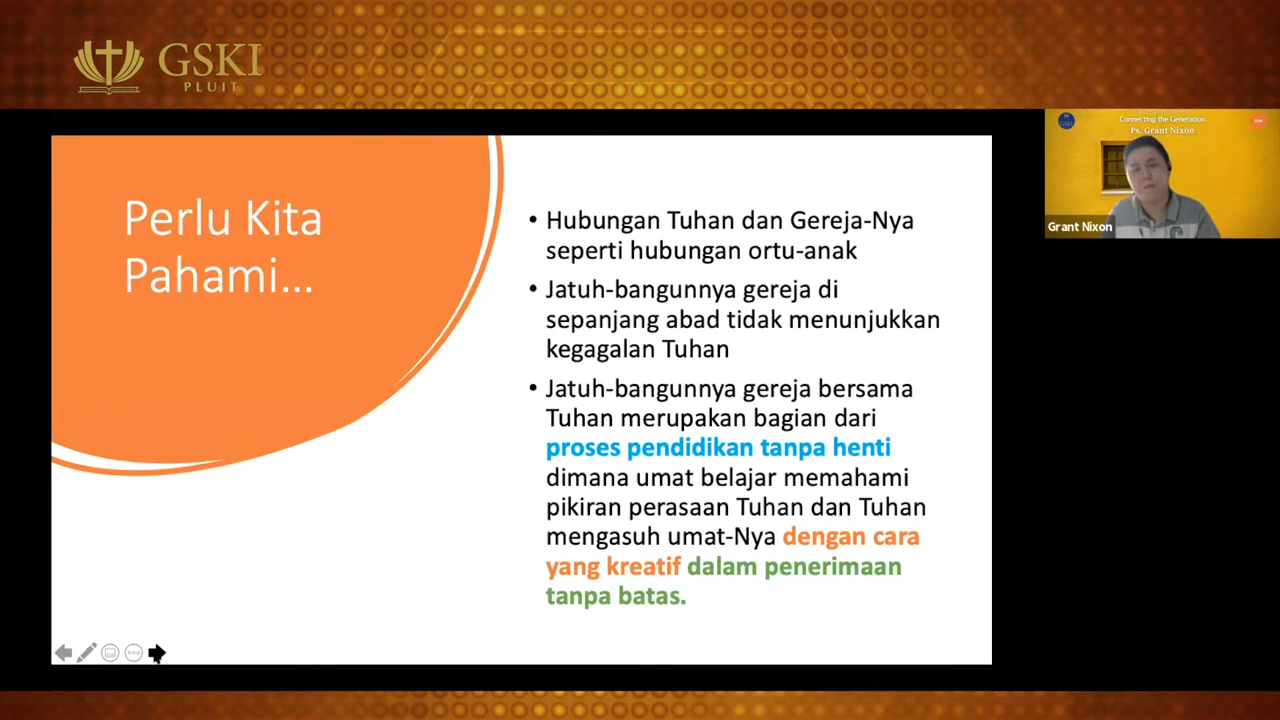 GSKI
PLUIT
Connecting the Generation
Ps. Grant Nixon
Grant Nixon
Perlu Kita
Pahami...
• Hubungan Tuhan dan Gereja-Nya
seperti hubungan ortu-anak
• Jatuh-bangunnya gereja di
sepanjang abad tidak menunjukkan
kegagalan Tuhan
• Jatuh-bangunnya gereja bersama
Tuhan merupakan bagian dari
proses pendidikan tanpa henti
dimana umat belajar memahami
pikiran perasaan Tuhan dan Tuhan
mengasuh umat-Nya dengan cara
yang kreatif dalam penerimaan
tanpa batas.